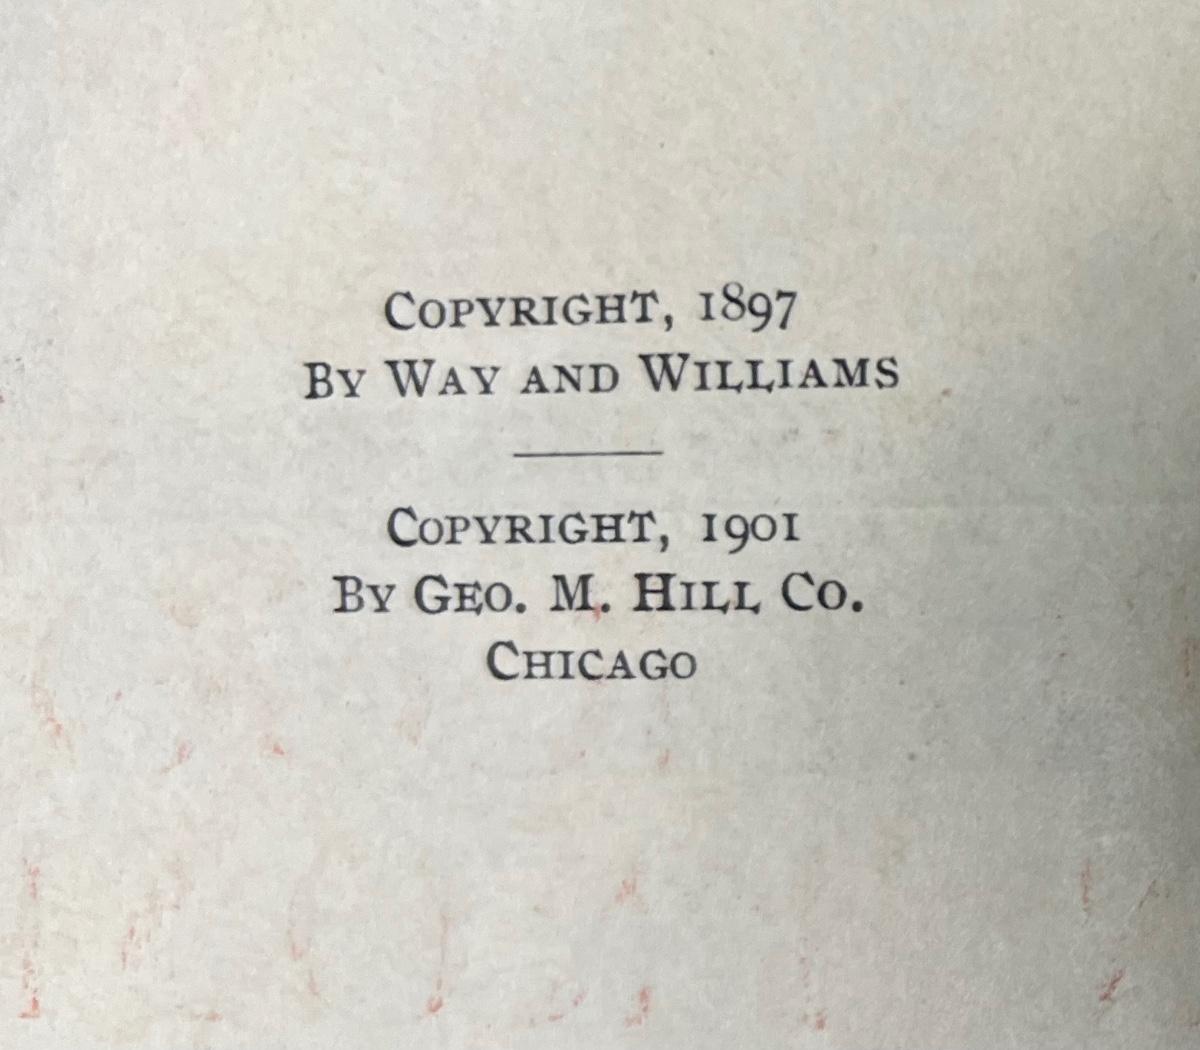 Copyright, 1897
By Way and Williams
Copyright, 1901
By Geo. M. Hill Co.
Chicago